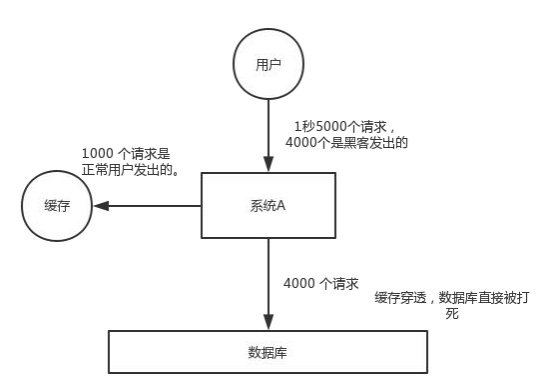 用户
1秒5000个请求，
4000个是黑客发出的
1000 个请求是
正常用户发出的。
缓存
系统A
4000 个请求
缓存穿透，数据库直接被打
死
数据库